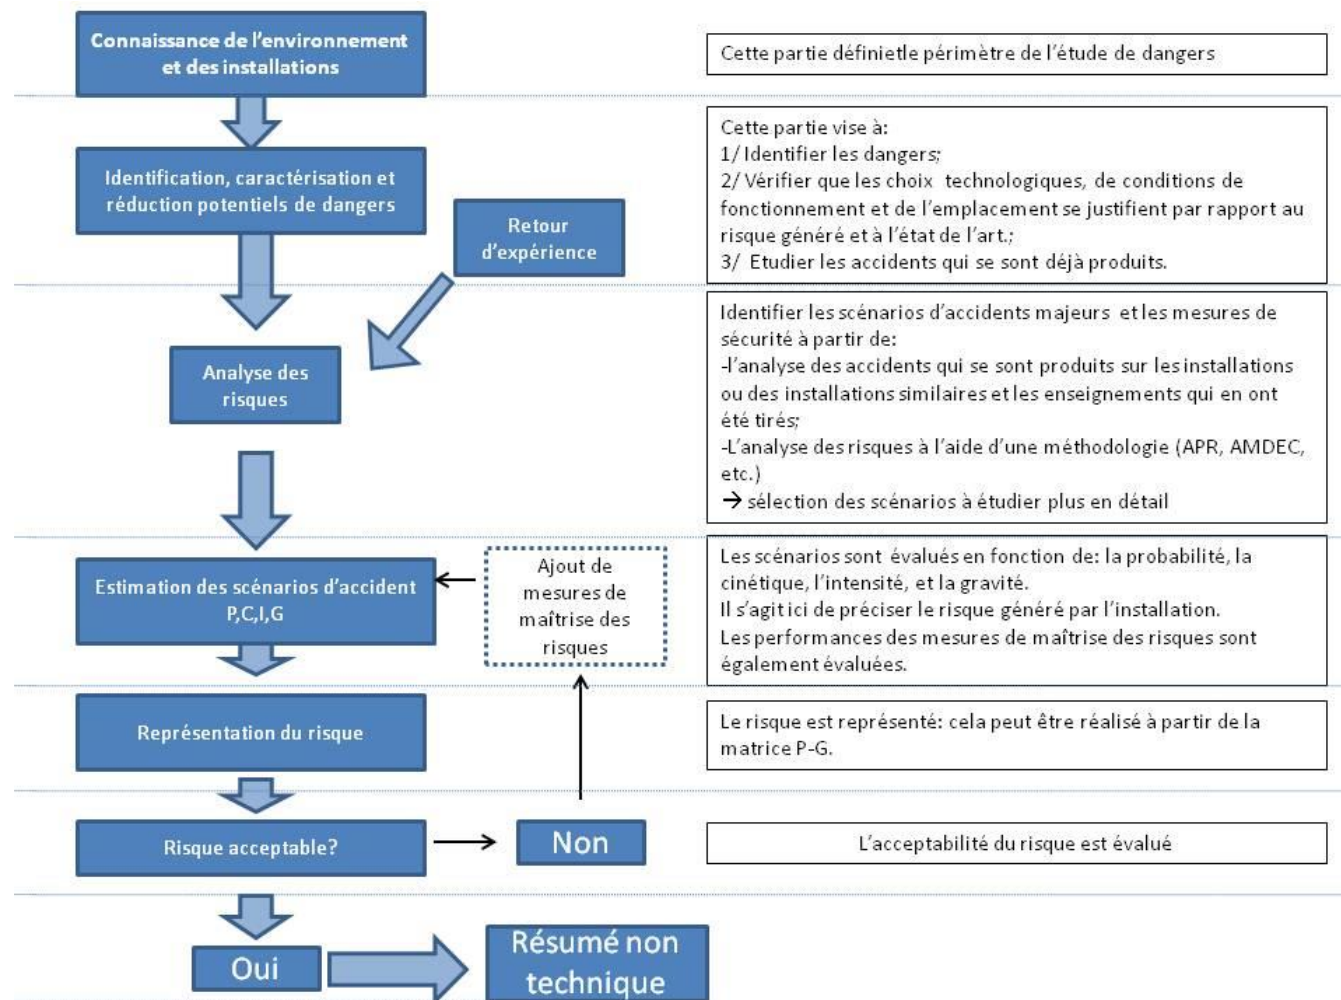 Connaissance de l'environnement
et des installations
Cette partie définietle périmètre de l'étude de dangers
Identification, caractérisation et
réduction potentiels de dangers
Retour
d'expérience
Cette partie vise à:
1/ Identifier les dangers;
2/ Vérifier que les choix technologiques, de conditions de
fonctionnement et de l'emplacement se justifient par rapport au
risque généré et à l'état de l'art.;
3/ Etudier les accidents qui se sont déjà produits.
Analyse des
risques
Identifier les scénarios d'accidents majeurs et les mesures de
sécurité à partir de:
-l'analyse des accidents qui se sont produits sur les installations
ou des installations similaires et les enseignements qui en ont
été tirés;
-L'analyse des risques à l'aide d'une méthodologie (APR, AMDEC,
etc.)
→ sélection des scénarios à étudier plus en détail
Estimation des scénarios d'accident
P,C,I,G
Ajout de
mesures de
maîtrise des
risques
Les scénarios sont évalués en fonction de: la probabilité, la
cinétique, l'intensité, et la gravité.
Il s'agit ici de préciser le risque généré par l'installation.
Les performances des mesures de maîtrise des risques sont
également évaluées.
Représentation du risque
Le risque est représenté: cela peut être réalisé à partir de la
matrice P-G.
Risque acceptable?
Non
L'acceptabilité du risque est évalué
Oui
Résumé non
technique